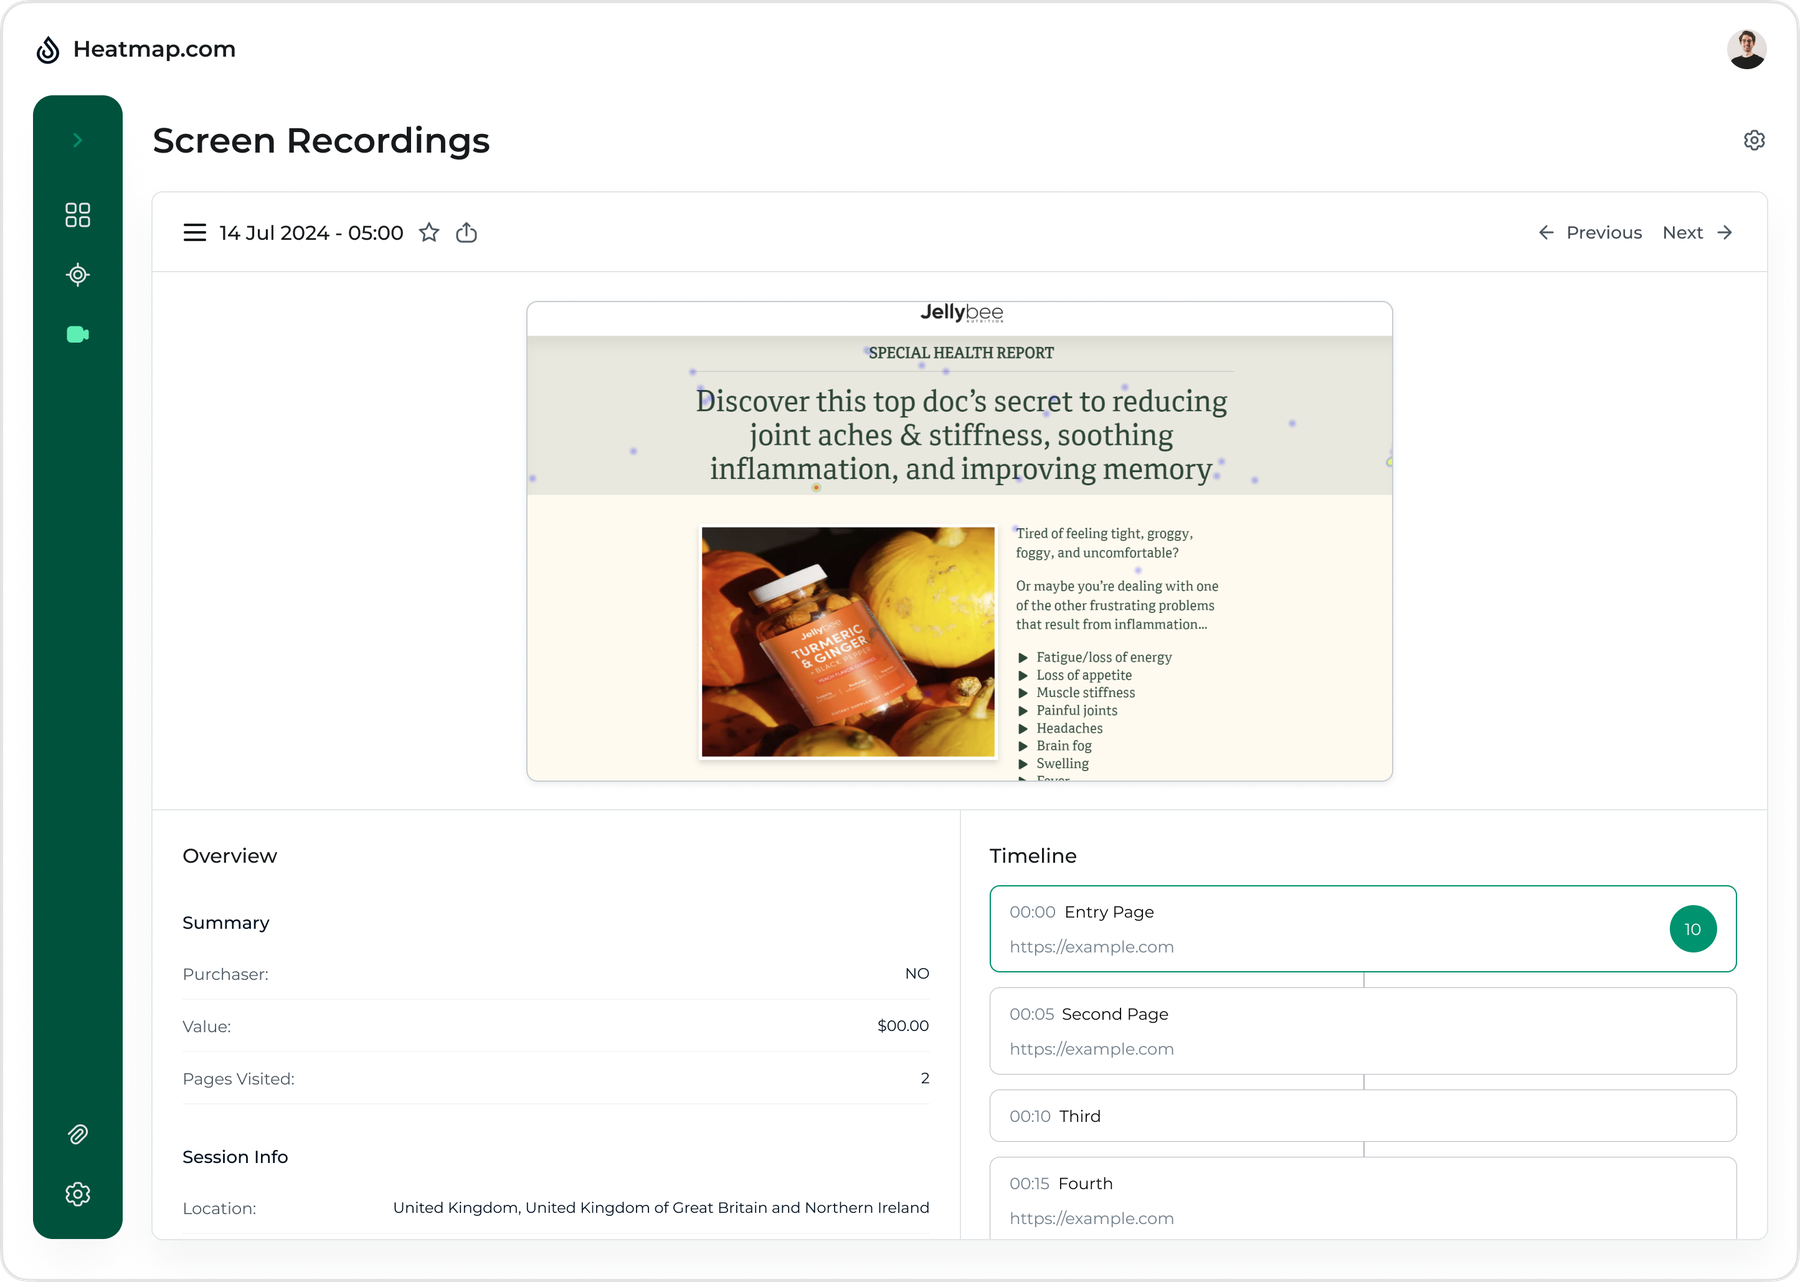 Heatmap.com
Screen Recordings
14 Jul 2024 - 05:00
Previous
Next
Jellybee
NUTRITION
SPECIAL HEALTH REPORT
Discover this top doc’s secret to reducing
joint aches & stiffness, soothing
inflammation, and improving memory
Jellybee
TURMERIC
& GINGER
+ BLACK PEPPER
Tired of feeling tight, groggy,
foggy, and uncomfortable?
Or maybe you’re dealing with one
of the other frustrating problems
that result from inflammation...
Fatigue/loss of energy
Loss of appetite
Muscle stiffness
Painful joints
Headaches
Brain fog
Swelling
Fever
Overview
Summary
Purchaser: NO
Value: $00.00
Pages Visited: 2
Session Info
Location: United Kingdom, United Kingdom of Great Britain and Northern Ireland
Timeline
00:00 Entry Page
https://example.com
10
00:05 Second Page
https://example.com
00:10 Third
00:15 Fourth
https://example.com